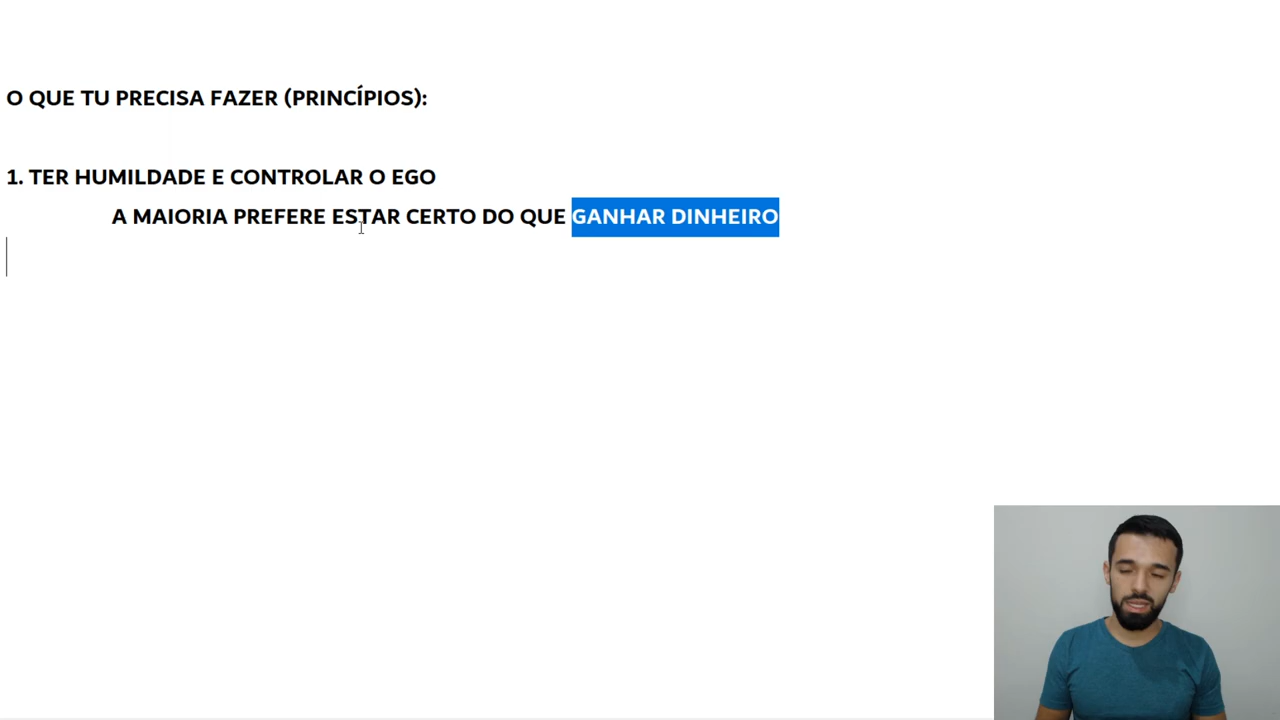 O QUE TU PRECISA FAZER (PRINCÍPIOS):
1. TER HUMILDADE E CONTROLAR O EGO
A MAIORIA PREFERE ESTAR CERTO DO QUE GANHAR DINHEIRO